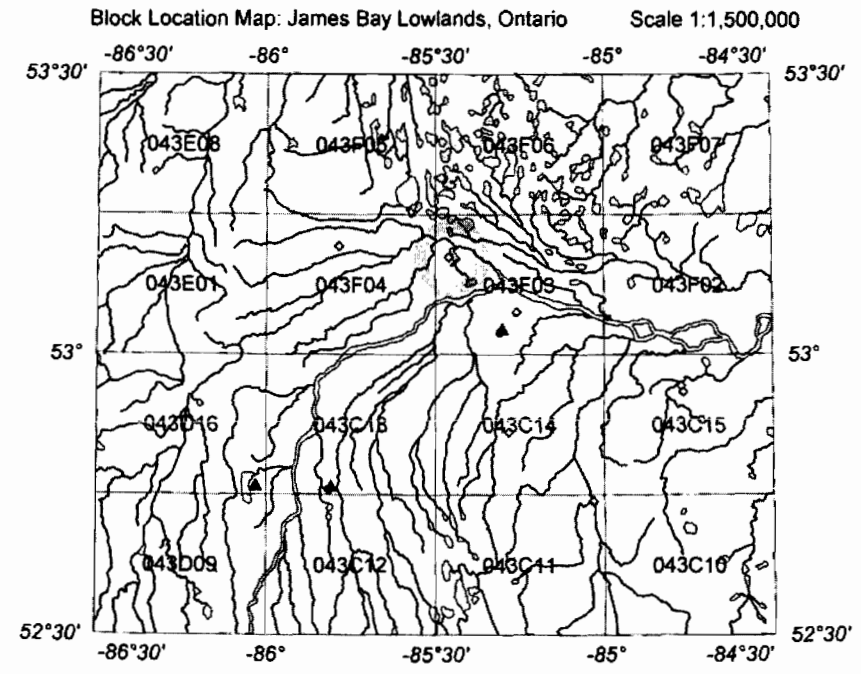 Block Location Map: James Bay Lowlands, Ontario Scale 1:1,500,000
-86°30' -86° -85°30' -85° -84°30'
53°30' 53°30'
043E08 043F05 043F06 043F07
043E01 043F04 043F03 043F02
53° 53°
043D16 043C13 043C14 043C15
043D09 043C12 043C11 043C10
52°30' 52°30'
-86°30' -86° -85°30' -85° -84°30'